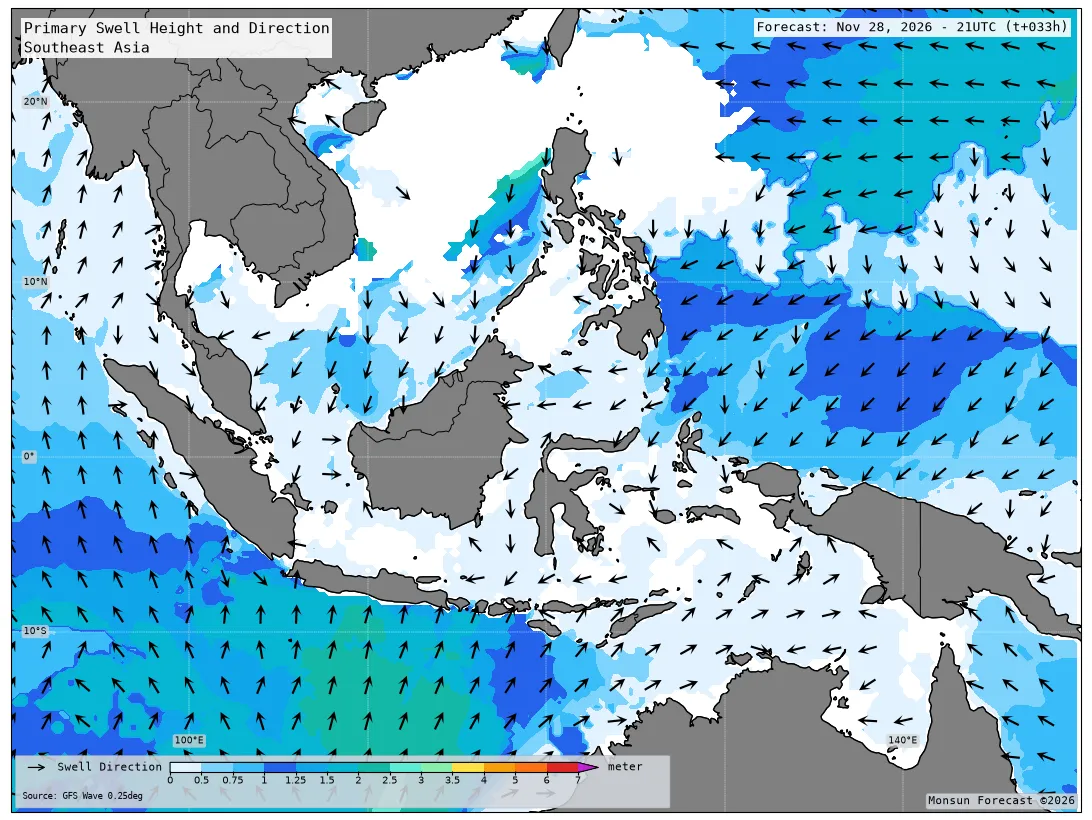 Primary Swell Height and Direction
Southeast Asia
Forecast: Nov 28, 2026 - 21UTC (t+033h)
20°N
10°N
0°
10°S
100°E
140°E
Swell Direction
0 0.5 0.75 1 1.25 1.5 2 2.5 3 3.5 4 5 6 7
meter
Source: GFS Wave 0.25deg
Monsun Forecast ©2026